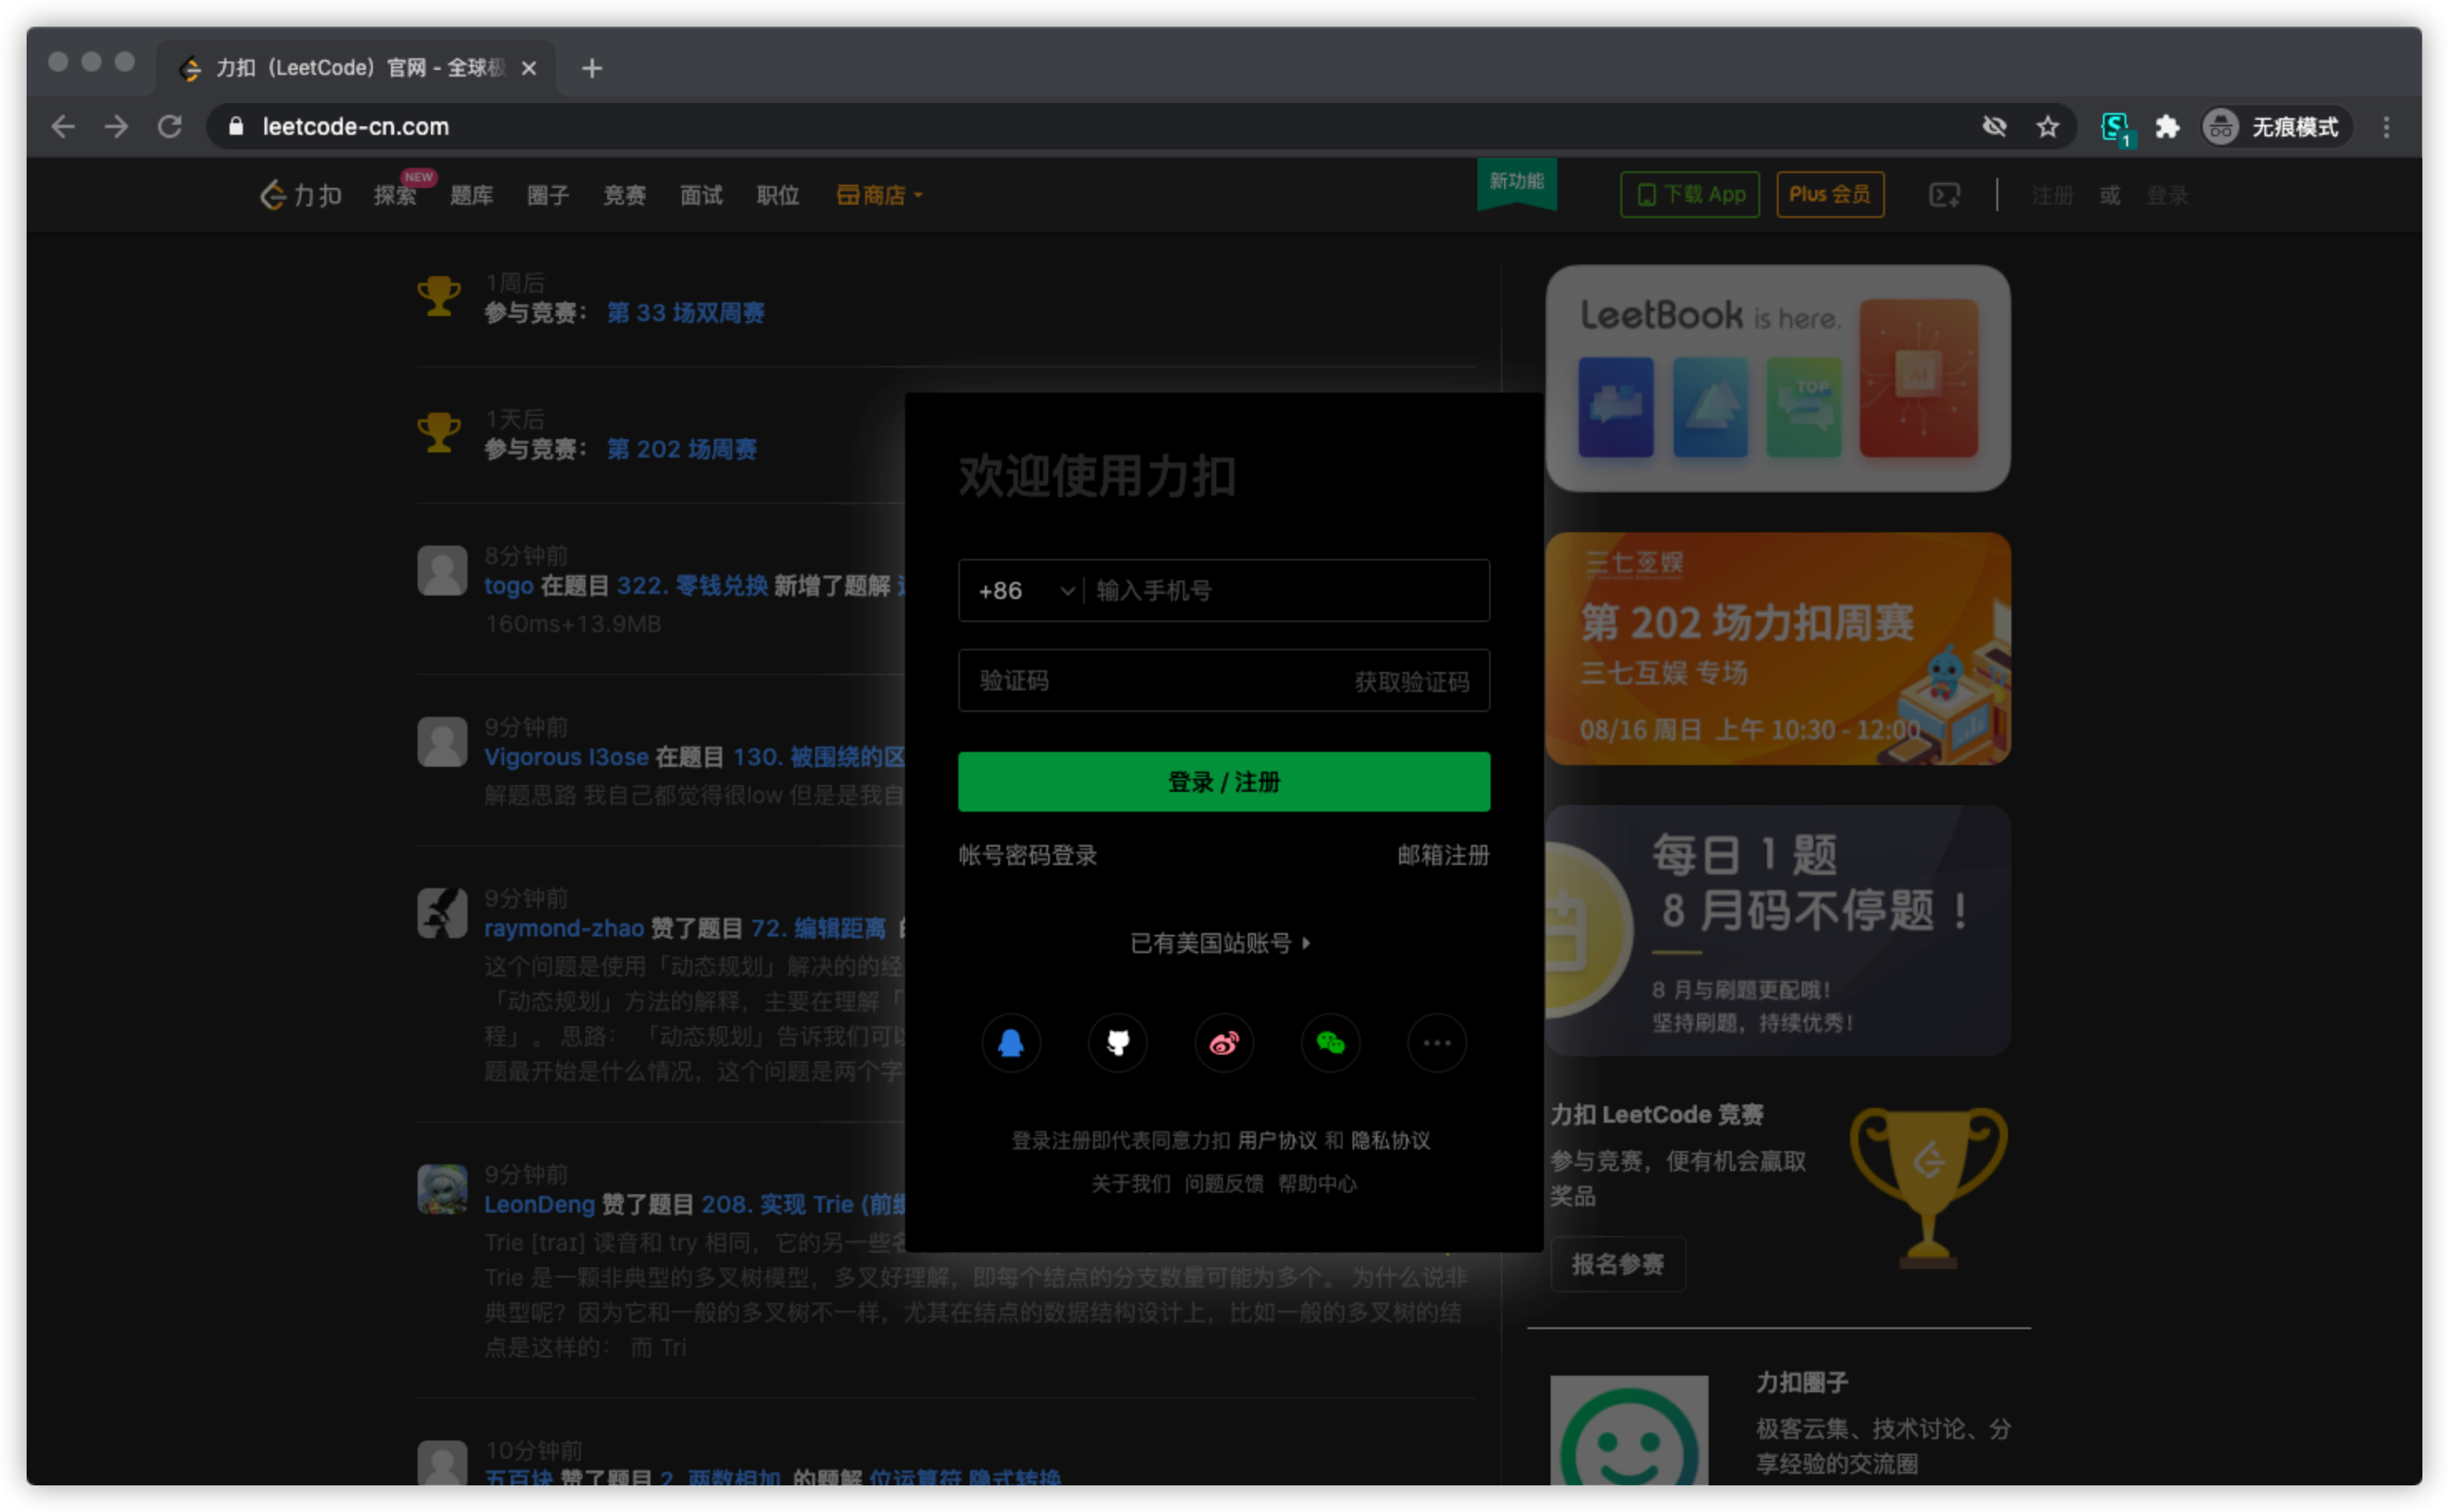 力扣（LeetCode）官网 - 全球极
leetcode-cn.com
1
无痕模式
力扣 探索 NEW 题库 圈子 竞赛 面试 职位 商店 新功能 下载 App Plus 会员 注册 或 登录
1周后
参与竞赛： 第 33 场双周赛
1天后
参与竞赛： 第 202 场周赛
8分钟前
togo 在题目 322. 零钱兑换 新增了题解
160ms+13.9MB
9分钟前
Vigorous I3ose 在题目 130. 被围绕的区
解题思路 我自己都觉得很low 但是是我自
9分钟前
raymond-zhao 赞了题目 72. 编辑距离
这个问题是使用「动态规划」解决的的经
「动态规划」方法的解释，主要在理解「
程」。 思路： 「动态规划」告诉我们可以
题最开始是什么情况，这个问题是两个字
9分钟前
LeonDeng 赞了题目 208. 实现 Trie (前缀
Trie [traɪ] 读音和 try 相同，它的另一些名
Trie 是一颗非典型的多叉树模型，多叉好理解，即每个结点的分支数量可能为多个。 为什么说非
典型呢？因为它和一般的多叉树不一样，尤其在结点的数据结构设计上，比如一般的多叉树的结
点是这样的： 而 Tri
10分钟前
五百块 赞了题目 2. 两数相加 的题解 位运算符 隐式转换
欢迎使用力扣
+86 输入手机号
验证码 获取验证码
登录 / 注册
帐号密码登录 邮箱注册
已有美国站账号
登录注册即代表同意力扣 用户协议 和 隐私协议
关于我们 问题反馈 帮助中心
LeetBook is here.
TOP
AI
三七互娱
第 202 场力扣周赛
三七互娱 专场
08/16 周日 上午 10:30 - 12:00
每日 1 题
8 月码不停题！
8 月与刷题更配哦！
坚持刷题，持续优秀！
力扣 LeetCode 竞赛
参与竞赛，便有机会赢取
奖品
报名参赛
力扣圈子
极客云集、技术讨论、分
享经验的交流圈